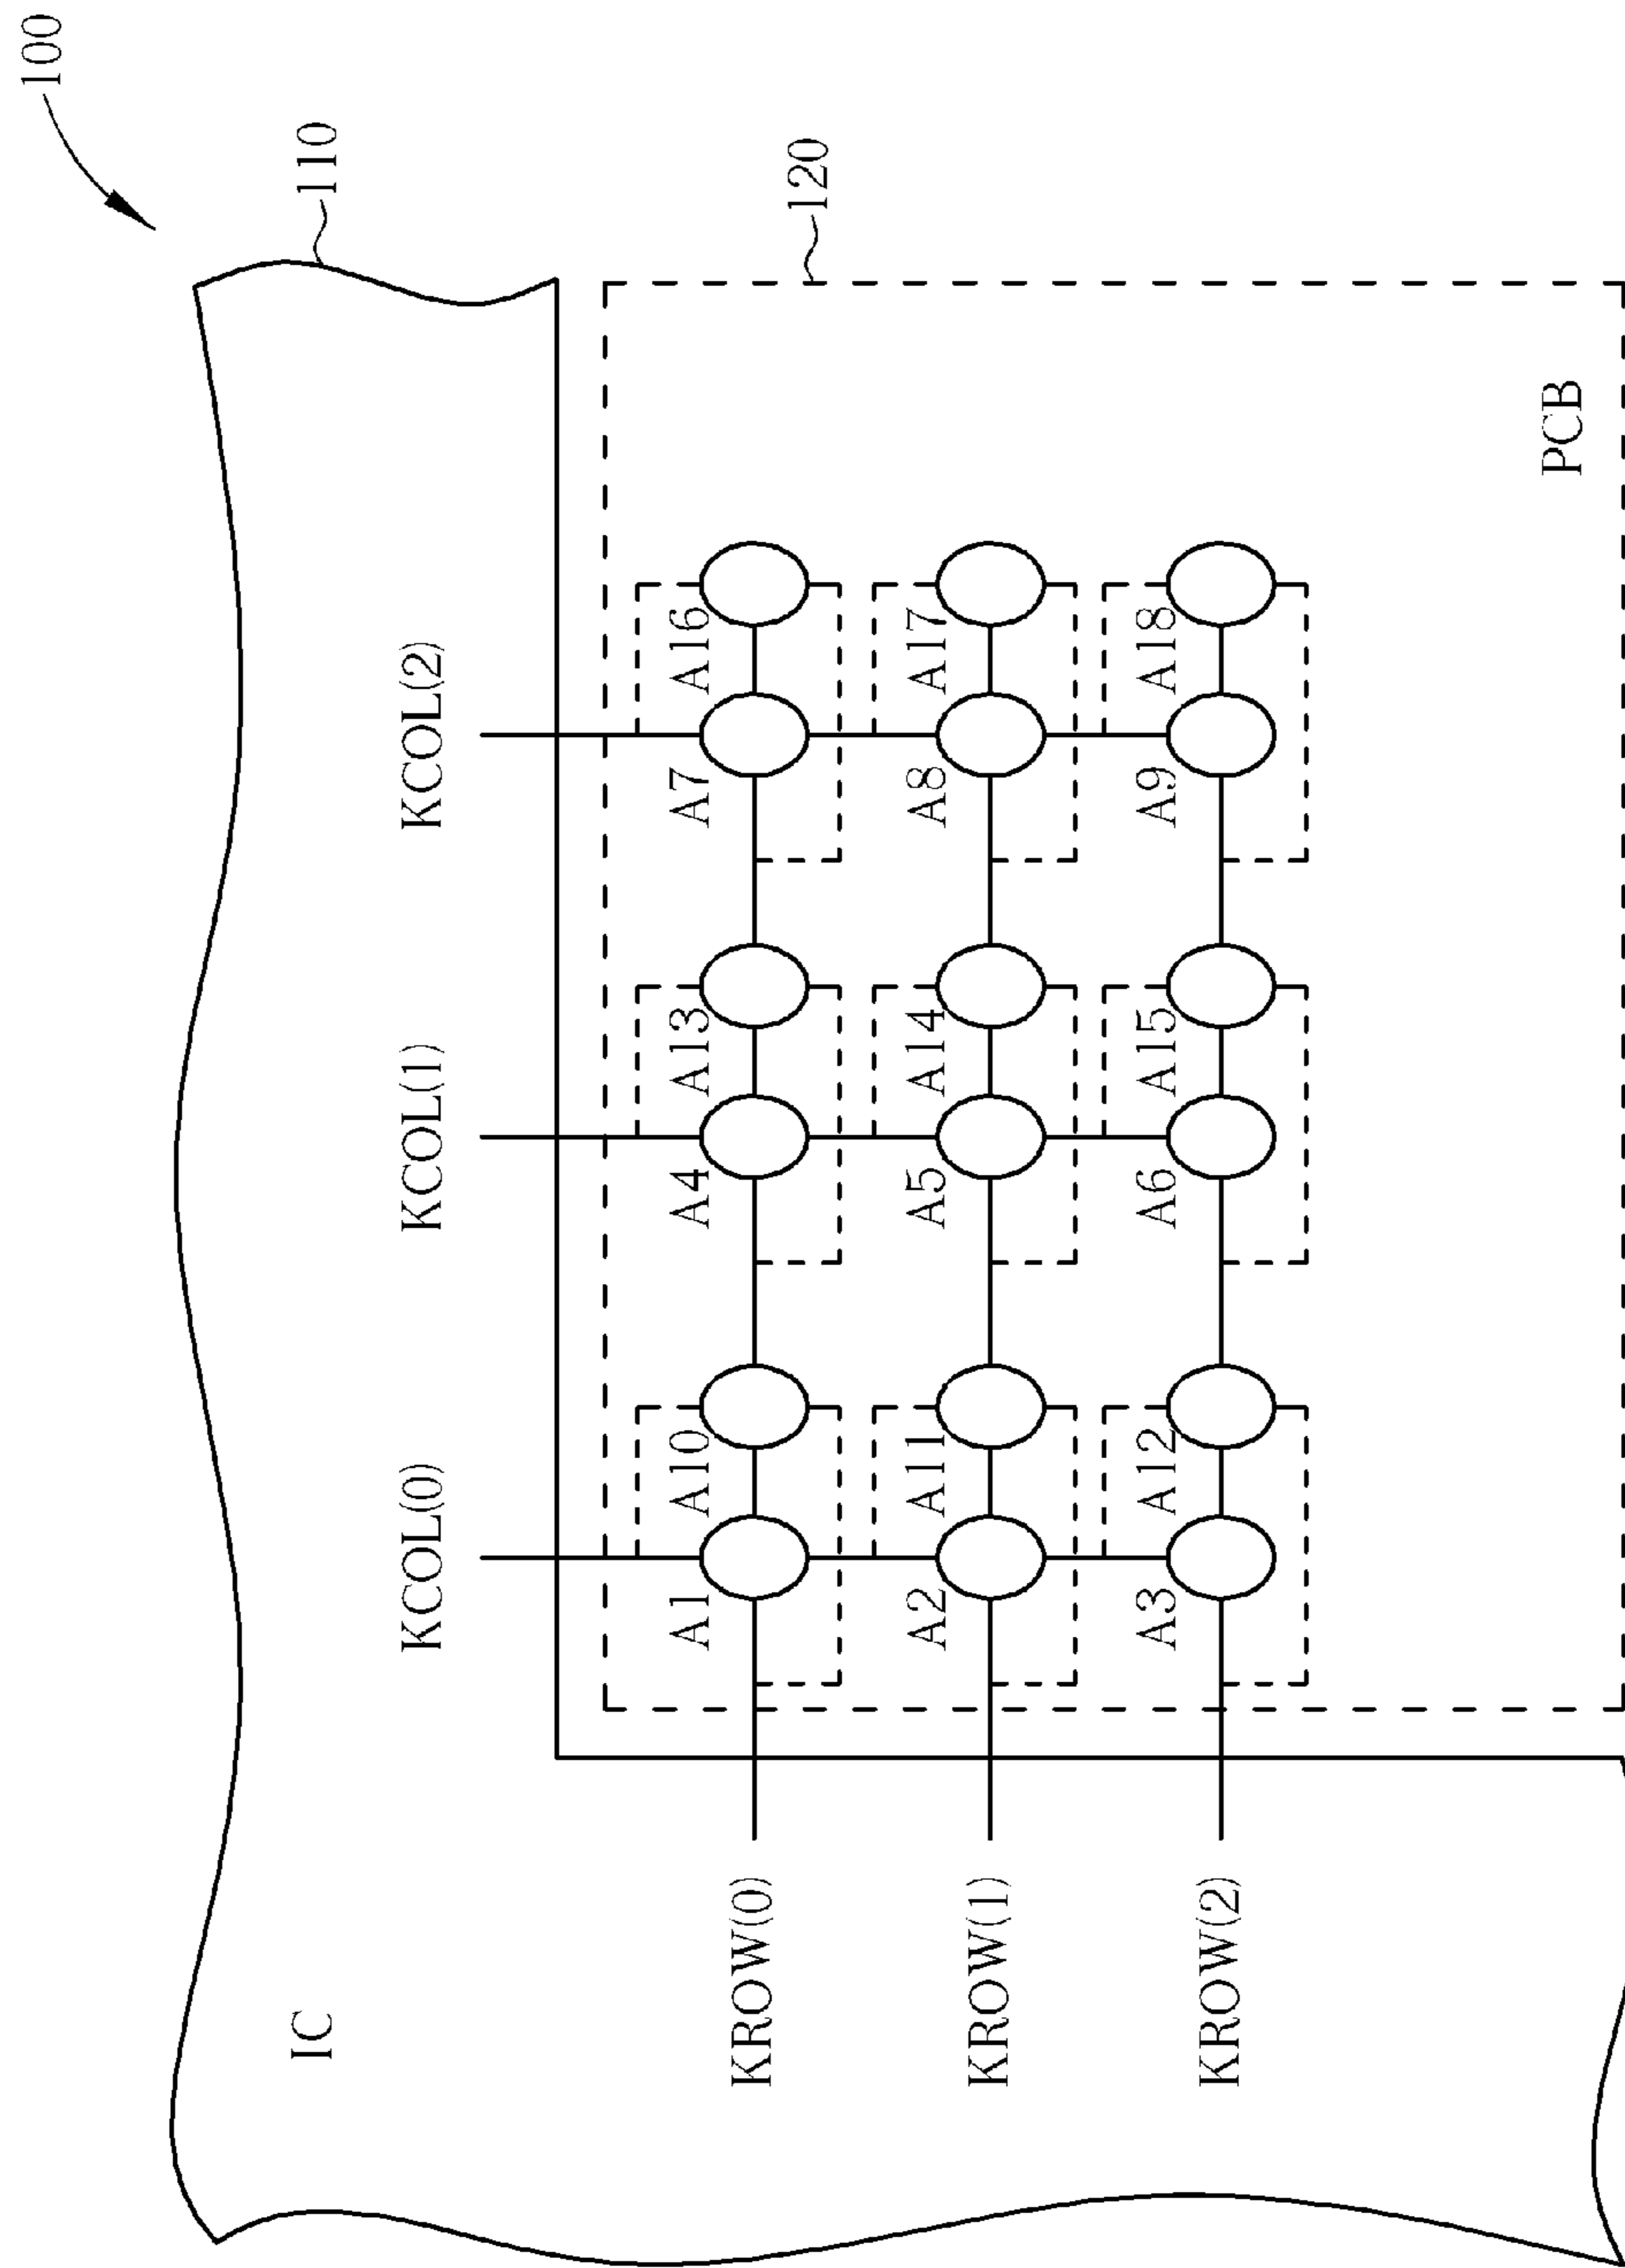 100
110
IC
KCOL(0)
KCOL(1)
KCOL(2)
120
A1
A10
A4
A13
A7
A16
KROW(0)
A2
A11
A5
A14
A8
A17
KROW(1)
A3
A12
A6
A15
A9
A18
KROW(2)
PCB